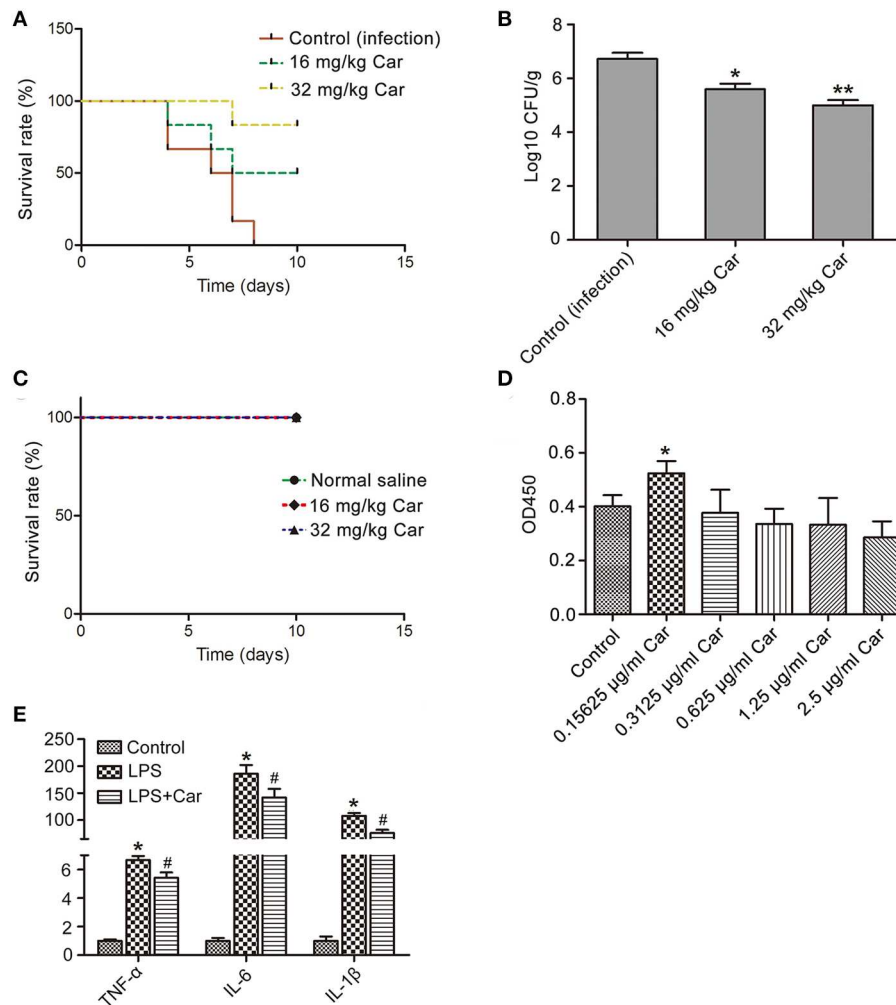 A
Survival rate (%)
150
100
50
0
0
5
10
15
Time (days)
Control (infection)
16 mg/kg Car
32 mg/kg Car
B
Log10 CFU/g
8
6
4
2
0
*
**
Control (infection)
16 mg/kg Car
32 mg/kg Car
C
Survival rate (%)
100
50
0
0
5
10
15
Time (days)
Normal saline
16 mg/kg Car
32 mg/kg Car
D
OD450
0.8
0.6
0.4
0.2
0.0
*
Control
0.15625 µg/ml Car
0.3125 µg/ml Car
0.625 µg/ml Car
1.25 µg/ml Car
2.5 µg/ml Car
E
250
200
150
100
6
4
2
0
Control
LPS
LPS+Car
*
#
*
#
*
#
TNF-α
IL-6
IL-1β